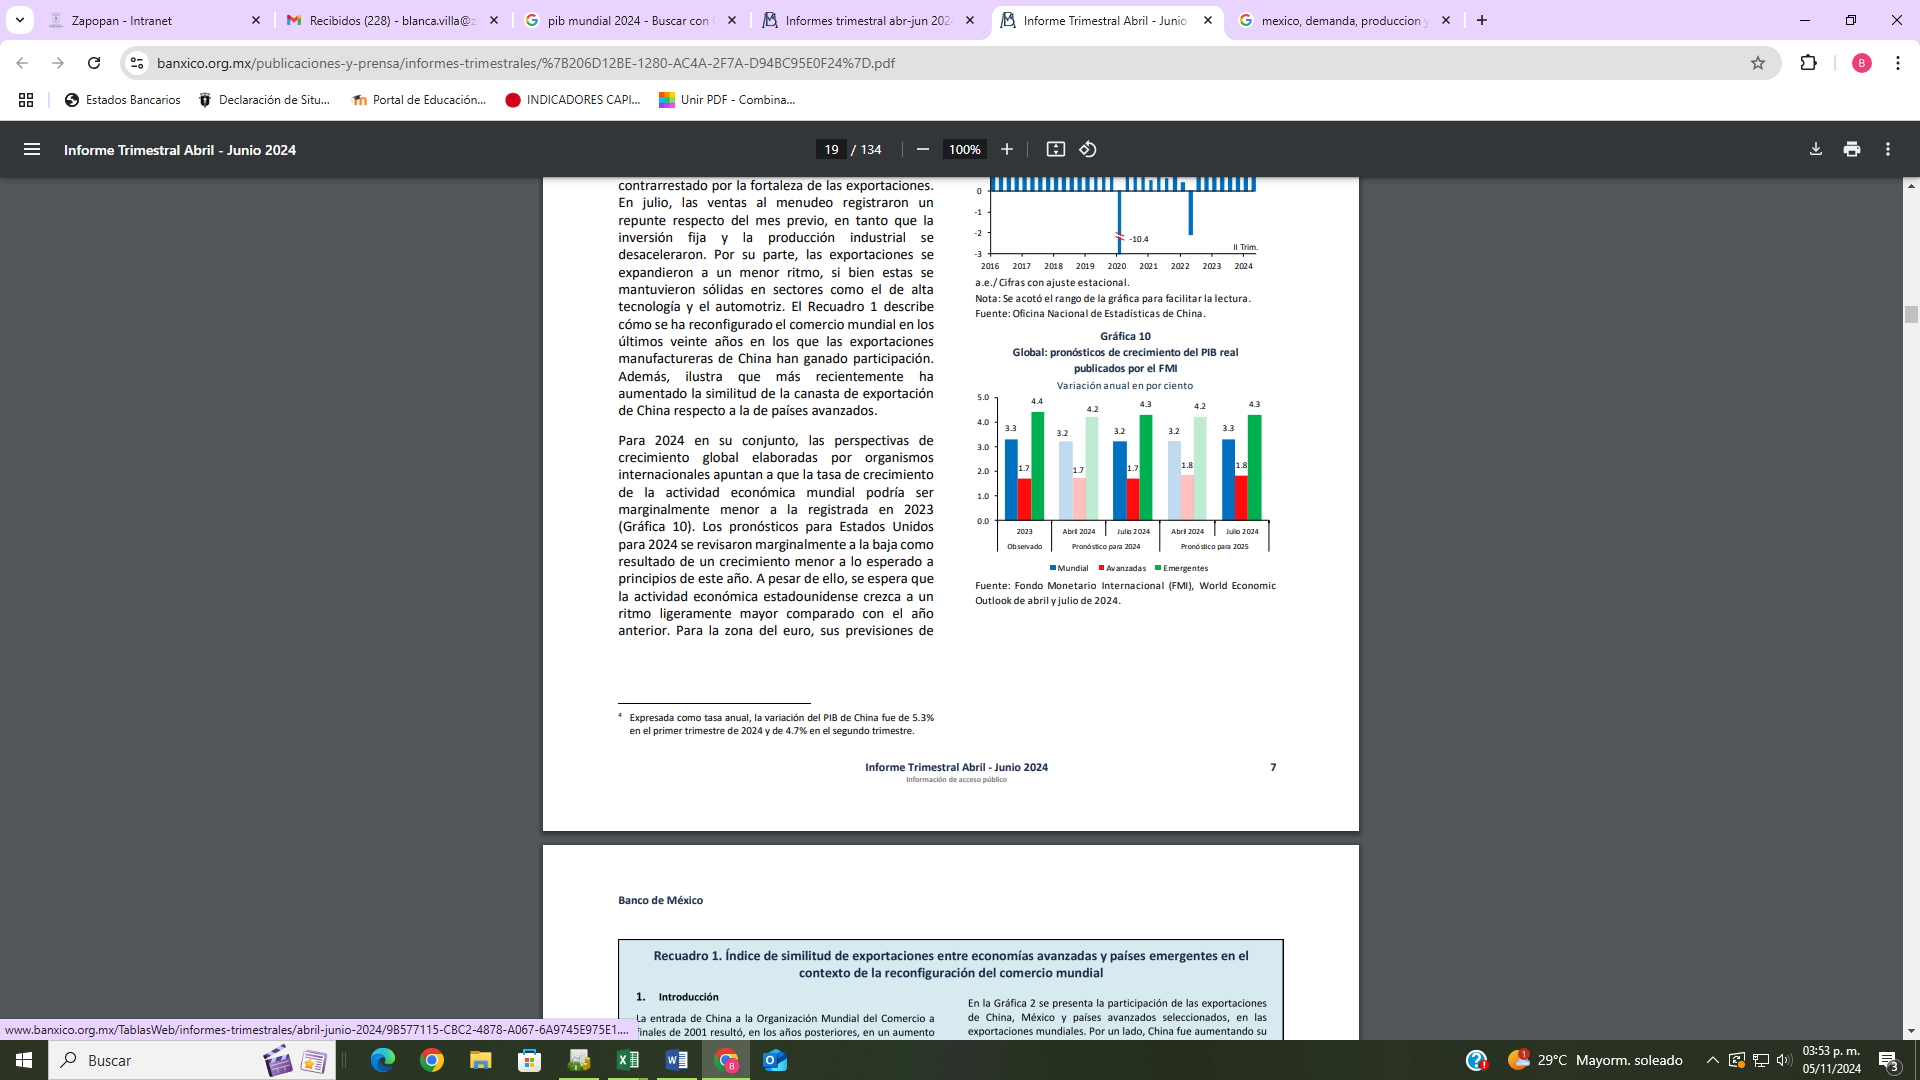 Zapopan - Intranet
Recibidos (228) - blanca.villa@z
pib mundial 2024 - Buscar con
Informes trimestral abr-jun 202
Informe Trimestral Abril - Junio
mexico, demanda, produccion y
banxico.org.mx/publicaciones-y-prensa/informes-trimestrales/%7B206D12BE-1280-AC4A-2F7A-D94BC95E0F24%7D.pdf
B
Estados Bancarios
Declaración de Situ...
Portal de Educación...
INDICADORES CAPI...
Unir PDF - Combina...
Informe Trimestral Abril - Junio 2024
19 / 134
100%
contrarrestado por la fortaleza de las exportaciones.
En julio, las ventas al menudeo registraron un
repunte respecto del mes previo, en tanto que la
inversión fija y la producción industrial se
desaceleraron. Por su parte, las exportaciones se
expandieron a un menor ritmo, si bien estas se
mantuvieron sólidas en sectores como el de alta
tecnología y el automotriz. El Recuadro 1 describe
cómo se ha reconfigurado el comercio mundial en los
últimos veinte años en los que las exportaciones
manufactureras de China han ganado participación.
Además, ilustra que más recientemente ha
aumentado la similitud de la canasta de exportación
de China respecto a la de países avanzados.
Para 2024 en su conjunto, las perspectivas de
crecimiento global elaboradas por organismos
internacionales apuntan a que la tasa de crecimiento
de la actividad económica mundial podría ser
marginalmente menor a la registrada en 2023
(Gráfica 10). Los pronósticos para Estados Unidos
para 2024 se revisaron marginalmente a la baja como
resultado de un crecimiento menor a lo esperado a
principios de este año. A pesar de ello, se espera que
la actividad económica estadounidense crezca a un
ritmo ligeramente mayor comparado con el año
anterior. Para la zona del euro, sus previsiones de
4 Expresada como tasa anual, la variación del PIB de China fue de 5.3%
en el primer trimestre de 2024 y de 4.7% en el segundo trimestre.
0
-1
-2
-3
-10.4
II Trim.
2016 2017 2018 2019 2020 2021 2022 2023 2024
a.e./ Cifras con ajuste estacional.
Nota: Se acotó el rango de la gráfica para facilitar la lectura.
Fuente: Oficina Nacional de Estadísticas de China.
Gráfica 10
Global: pronósticos de crecimiento del PIB real
publicados por el FMI
Variación anual en por ciento
5.0
4.0
3.0
2.0
1.0
0.0
3.3 1.7 4.4
3.2 1.7 4.2
3.2 1.7 4.3
3.2 1.8 4.2
3.3 1.8 4.3
2023 Abril 2024 Julio 2024 Abril 2024 Julio 2024
Observado Pronóstico para 2024 Pronóstico para 2025
Mundial Avanzadas Emergentes
Fuente: Fondo Monetario Internacional (FMI), World Economic
Outlook de abril y julio de 2024.
Informe Trimestral Abril - Junio 2024
7
Información de acceso público
Banco de México
Recuadro 1. Índice de similitud de exportaciones entre economías avanzadas y países emergentes en el
contexto de la reconfiguración del comercio mundial
1. Introducción
La entrada de China a la Organización Mundial del Comercio a
finales de 2001 resultó, en los años posteriores, en un aumento
En la Gráfica 2 se presenta la participación de las exportaciones
de China, México y países avanzados seleccionados, en las
exportaciones mundiales. Por un lado, China fue aumentando su
www.banxico.org.mx/TablasWeb/informes-trimestrales/abril-junio-2024/9B577115-CBC2-4878-A067-6A9745E975E1....
Buscar
B
1
29°C Mayorm. soleado
03:53 p. m.
05/11/2024
3